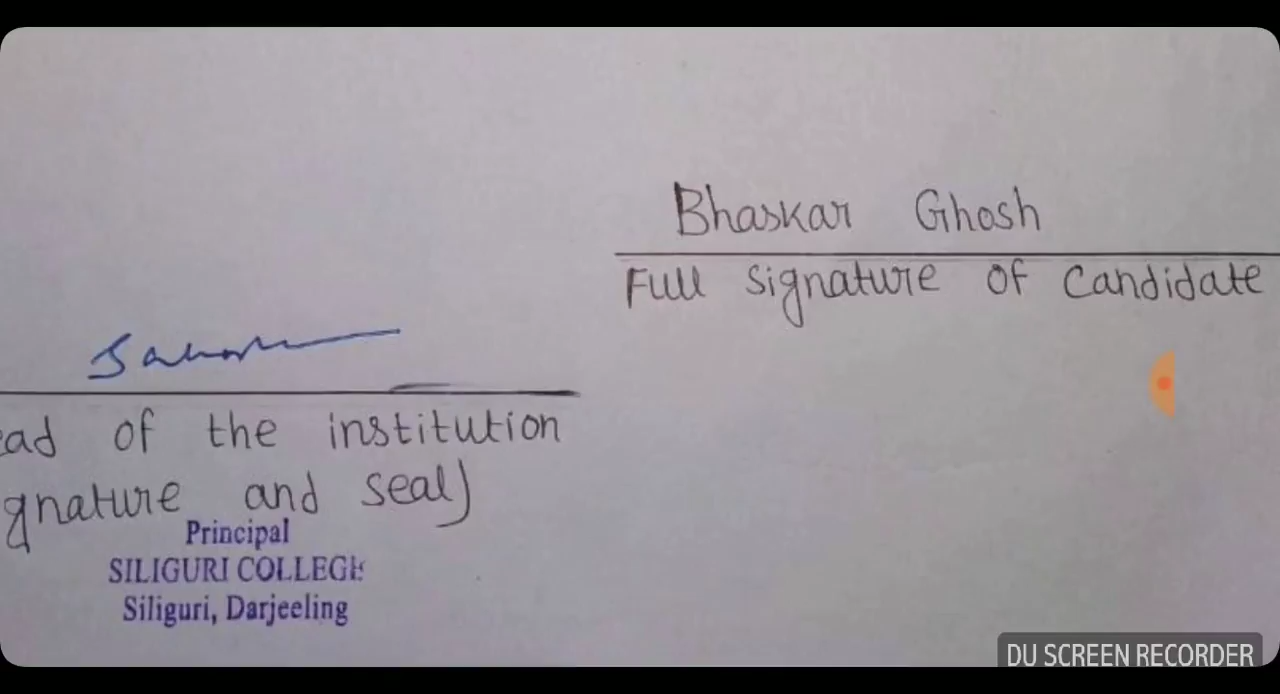 Bhaskar Ghosh
Full signature of candidate
ead of the institution
gnature and seal)
Principal
SILIGURI COLLEGE
Siliguri, Darjeeling
DU SCREEN RECORDER